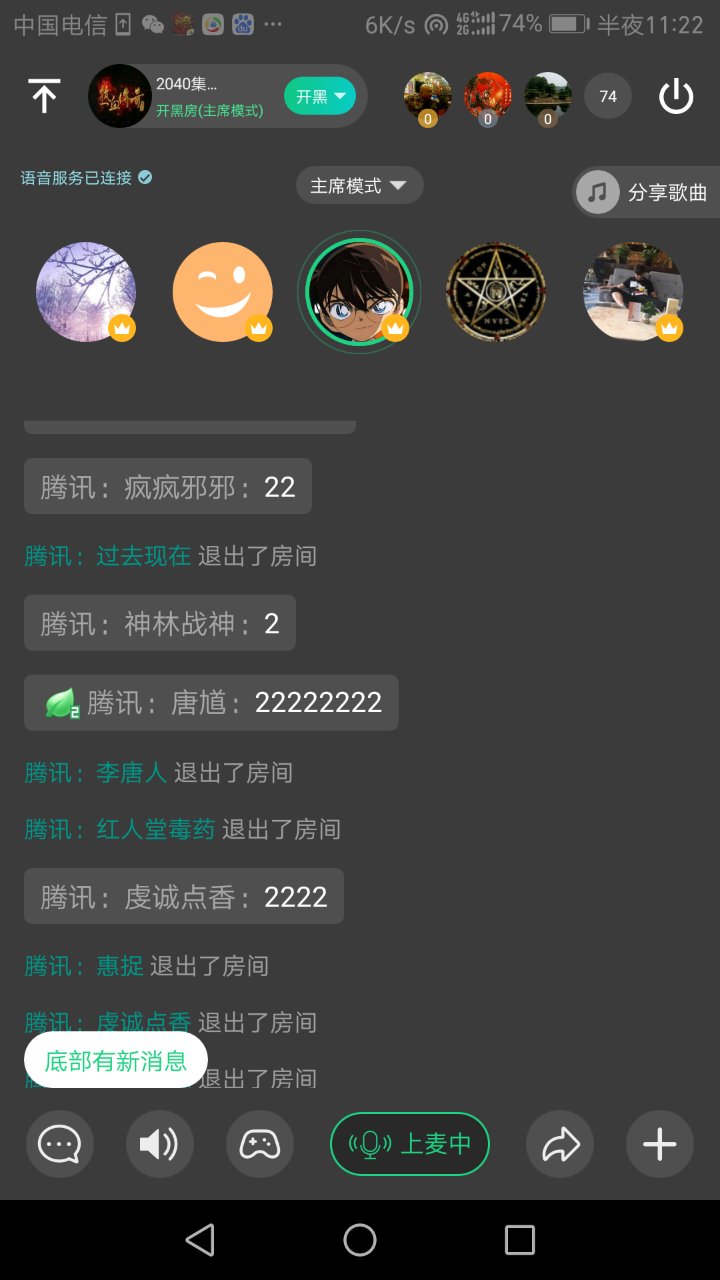 中国电信
6K/s 4G 2G 74% 半夜11:22
2040集...
开黑房(主席模式)
开黑
0
0
0
74
语音服务已连接
主席模式
分享歌曲
腾讯：疯疯邪邪：22
腾讯：过去现在 退出了房间
腾讯：神林战神：2
2 腾讯：唐馗：22222222
腾讯：李唐人 退出了房间
腾讯：红人堂毒药 退出了房间
腾讯：虔诚点香：2222
腾讯：惠捉 退出了房间
腾讯：虔诚点香 退出了房间
底部有新消息
退出了房间
上麦中